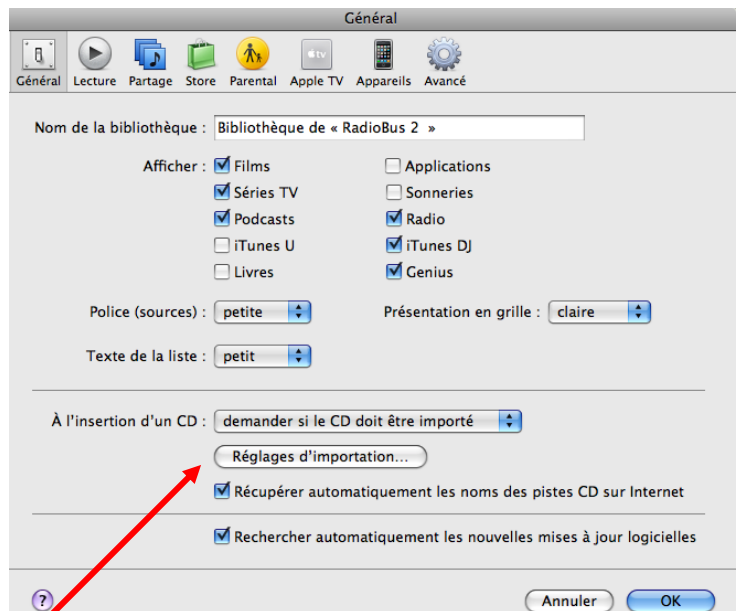 Général
Général Lecture Partage Store Parental Apple TV Appareils Avancé
Nom de la bibliothèque : Bibliothèque de « RadioBus 2 »
Afficher : Films Applications
Séries TV Sonneries
Podcasts Radio
iTunes U iTunes DJ
Livres Genius
Police (sources) : petite Présentation en grille : claire
Texte de la liste : petit
À l'insertion d'un CD : demander si le CD doit être importé
Réglages d'importation...
Récupérer automatiquement les noms des pistes CD sur Internet
Rechercher automatiquement les nouvelles mises à jour logicielles
? Annuler OK